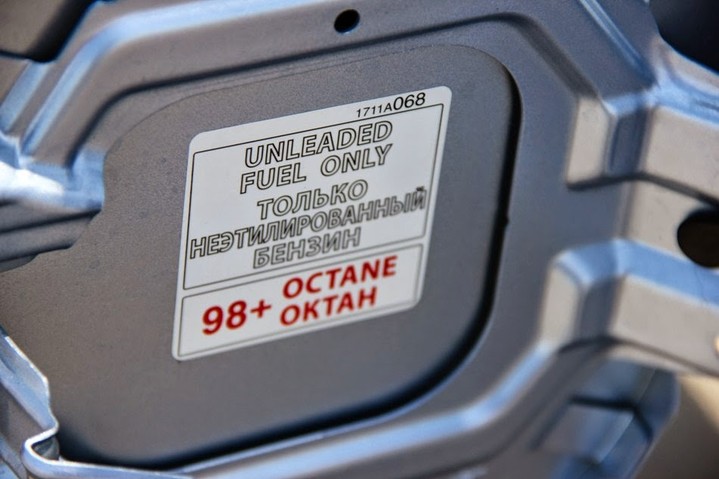 1711A068
UNLEADED
FUEL ONLY
ТОЛЬКО
НЕЭТИЛИРОВАННЫЙ
БЕНЗИН
98+ OCTANE
ОКТАН